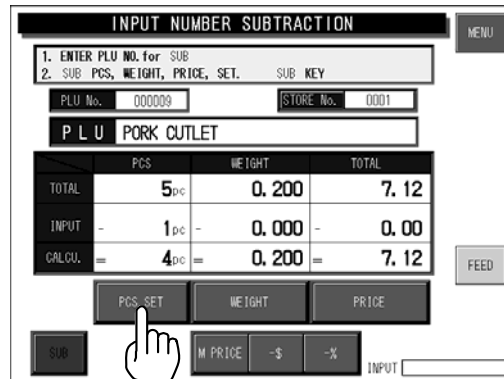 INPUT NUMBER SUBTRACTION
MENU
1. ENTER PLU NO. for SUB
2. SUB PCS, WEIGHT, PRICE, SET. SUB KEY
PLU No. 000009 STORE No. 0001
PLU PORK CUTLET
PCS WEIGHT TOTAL
TOTAL 5pc 0.200 7.12
INPUT - 1pc - 0.000 - 0.00
CALCU. = 4pc = 0.200 = 7.12
FEED
PCS SET WEIGHT PRICE
SUB M PRICE -$ -%
INPUT